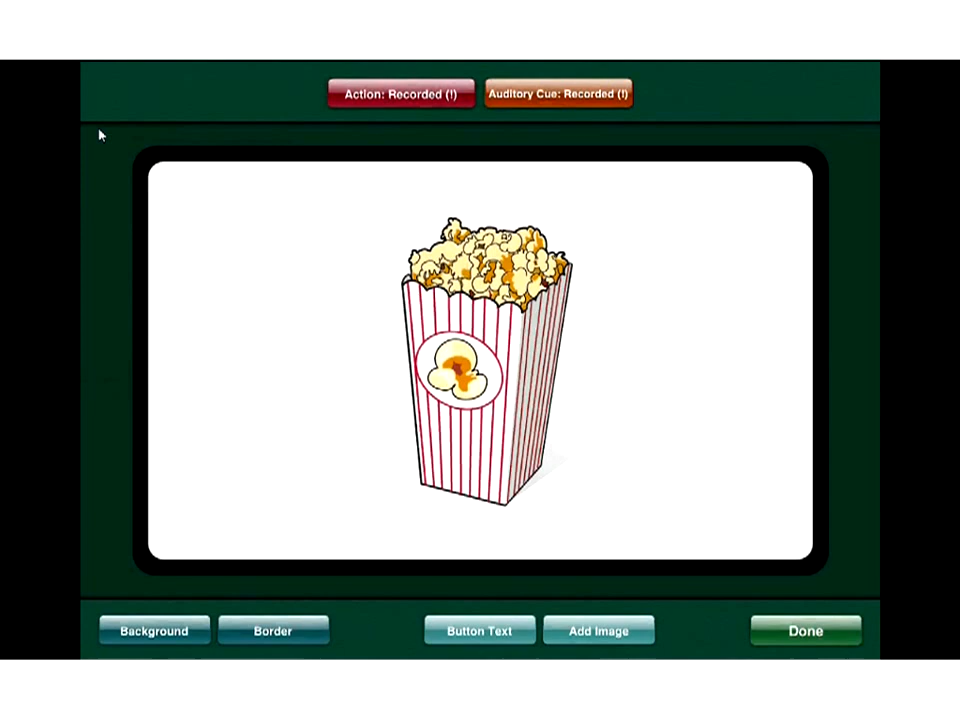 Action: Recorded (!)
Auditory Cue: Recorded (!)
Background
Border
Button Text
Add Image
Done